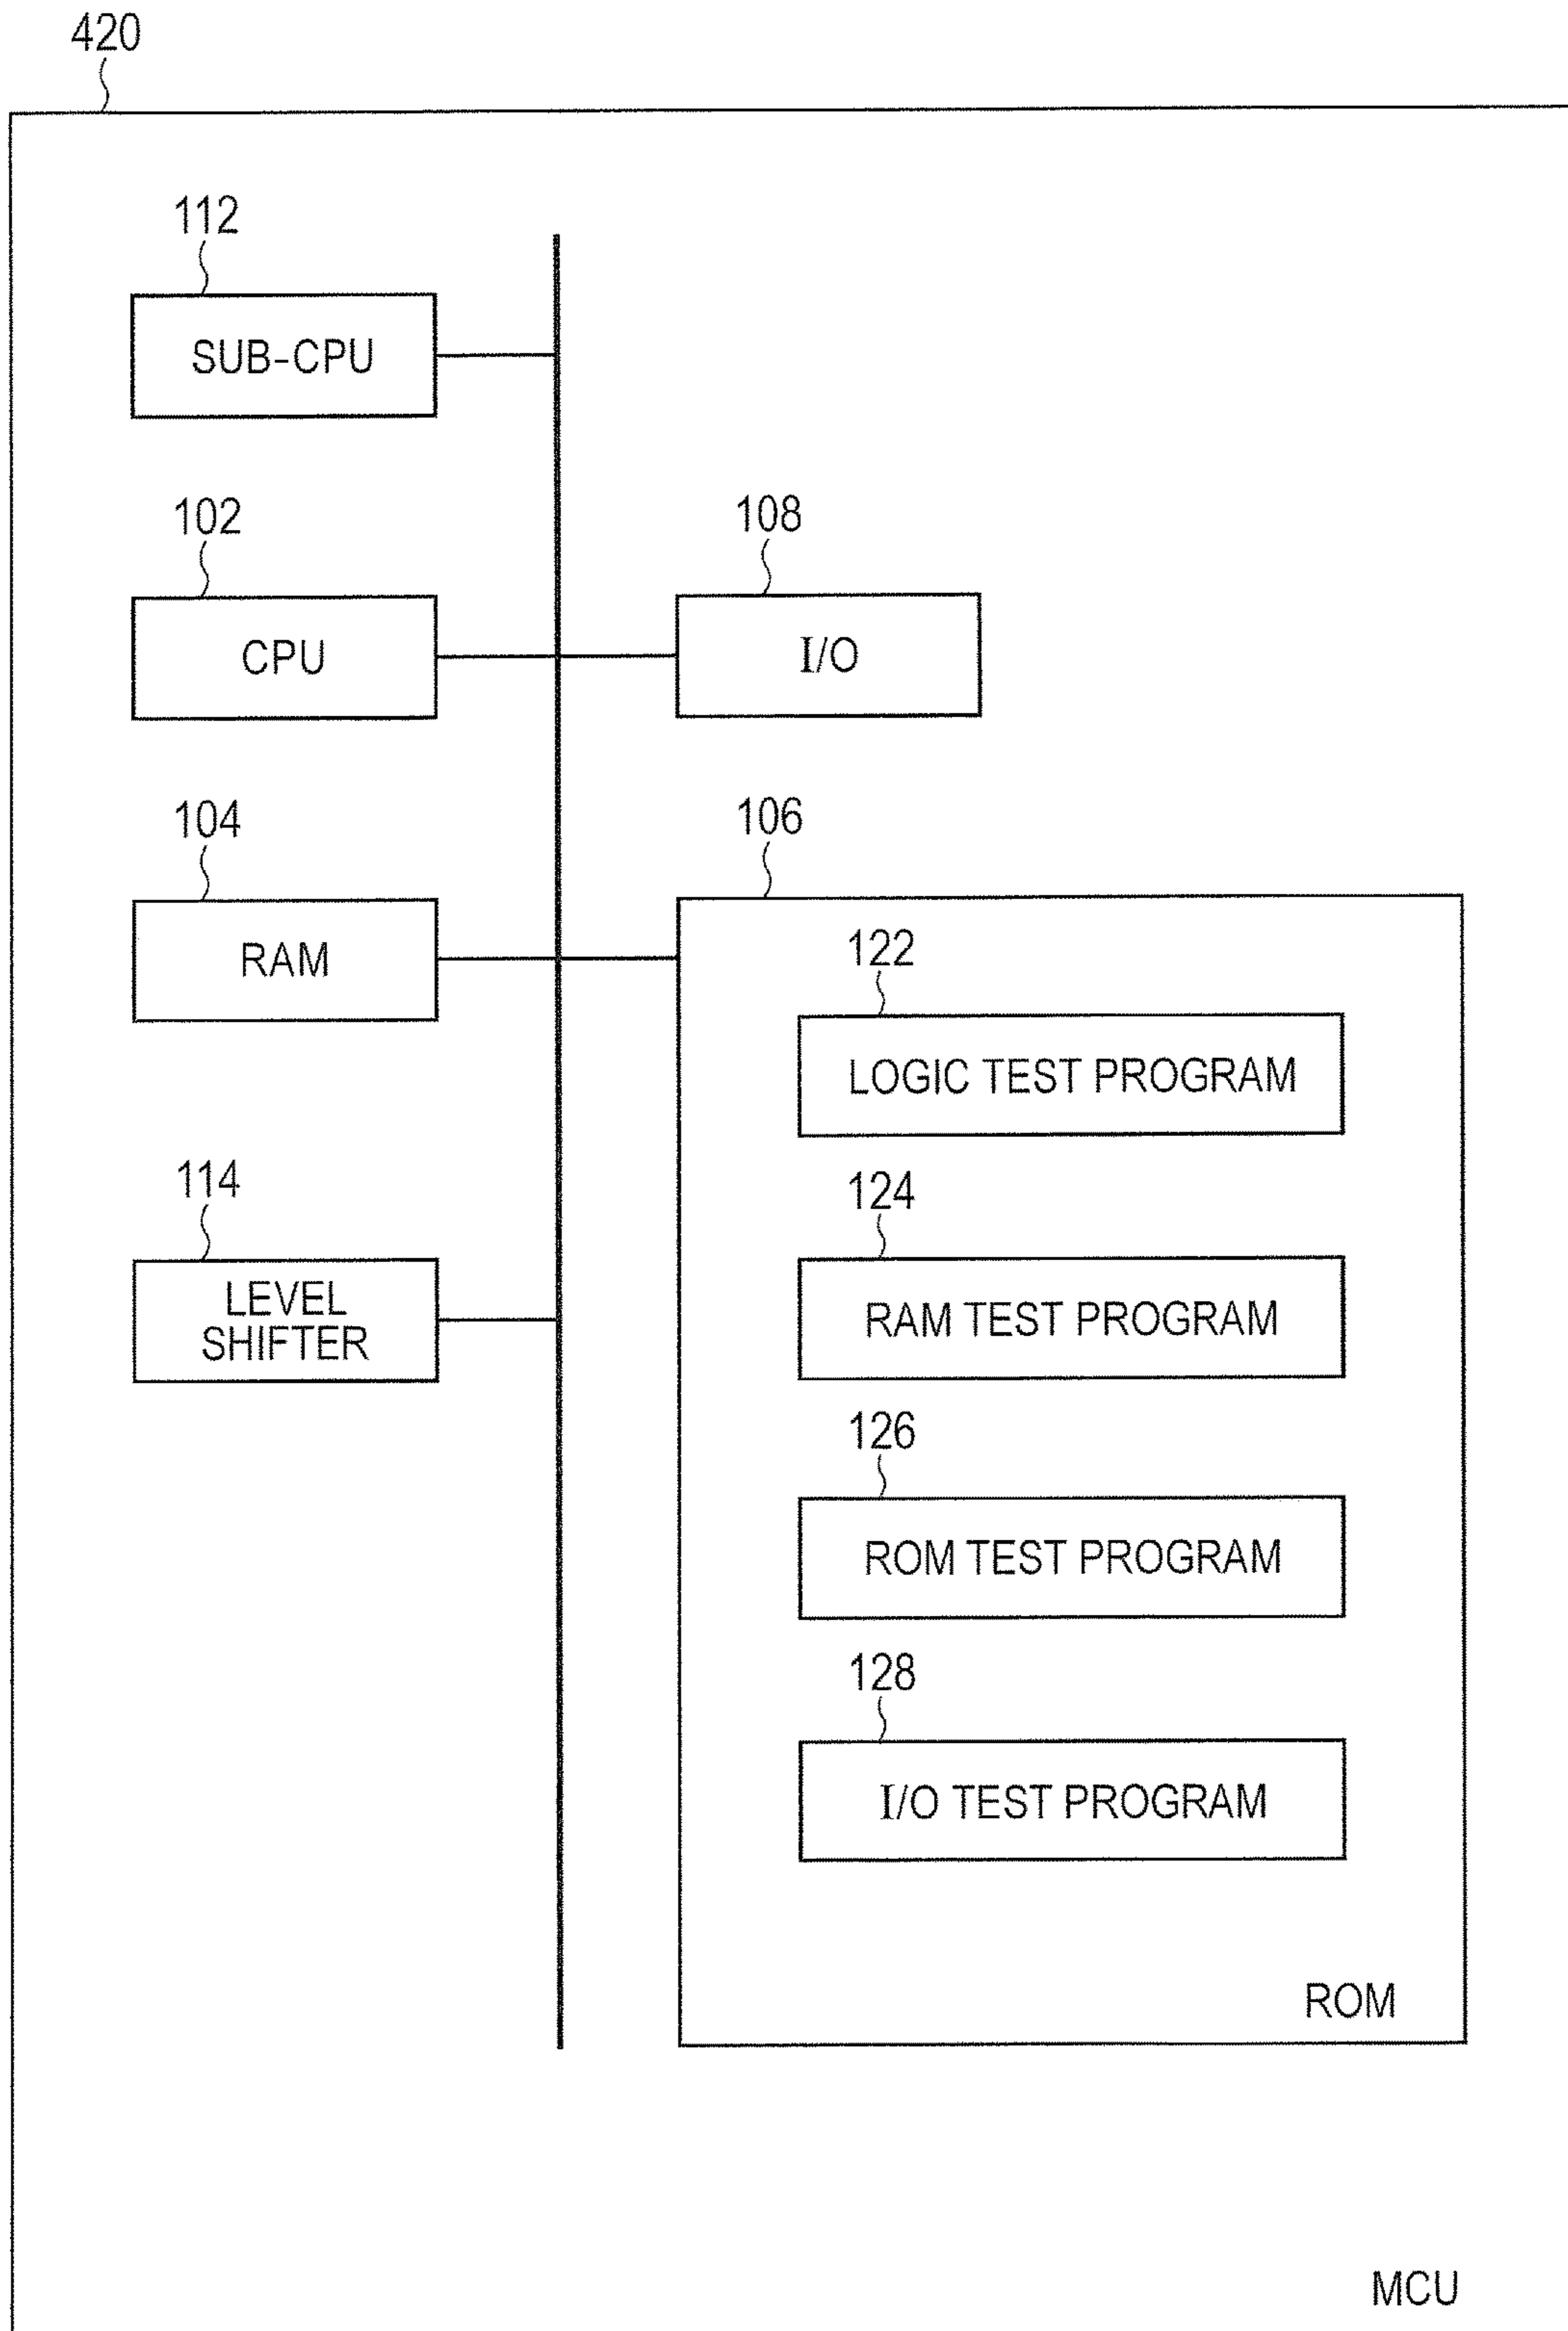 420
112
SUB-CPU
102
CPU
108
I/O
104
RAM
106
122
LOGIC TEST PROGRAM
114
LEVEL
SHIFTER
124
RAM TEST PROGRAM
126
ROM TEST PROGRAM
128
I/O TEST PROGRAM
ROM
MCU